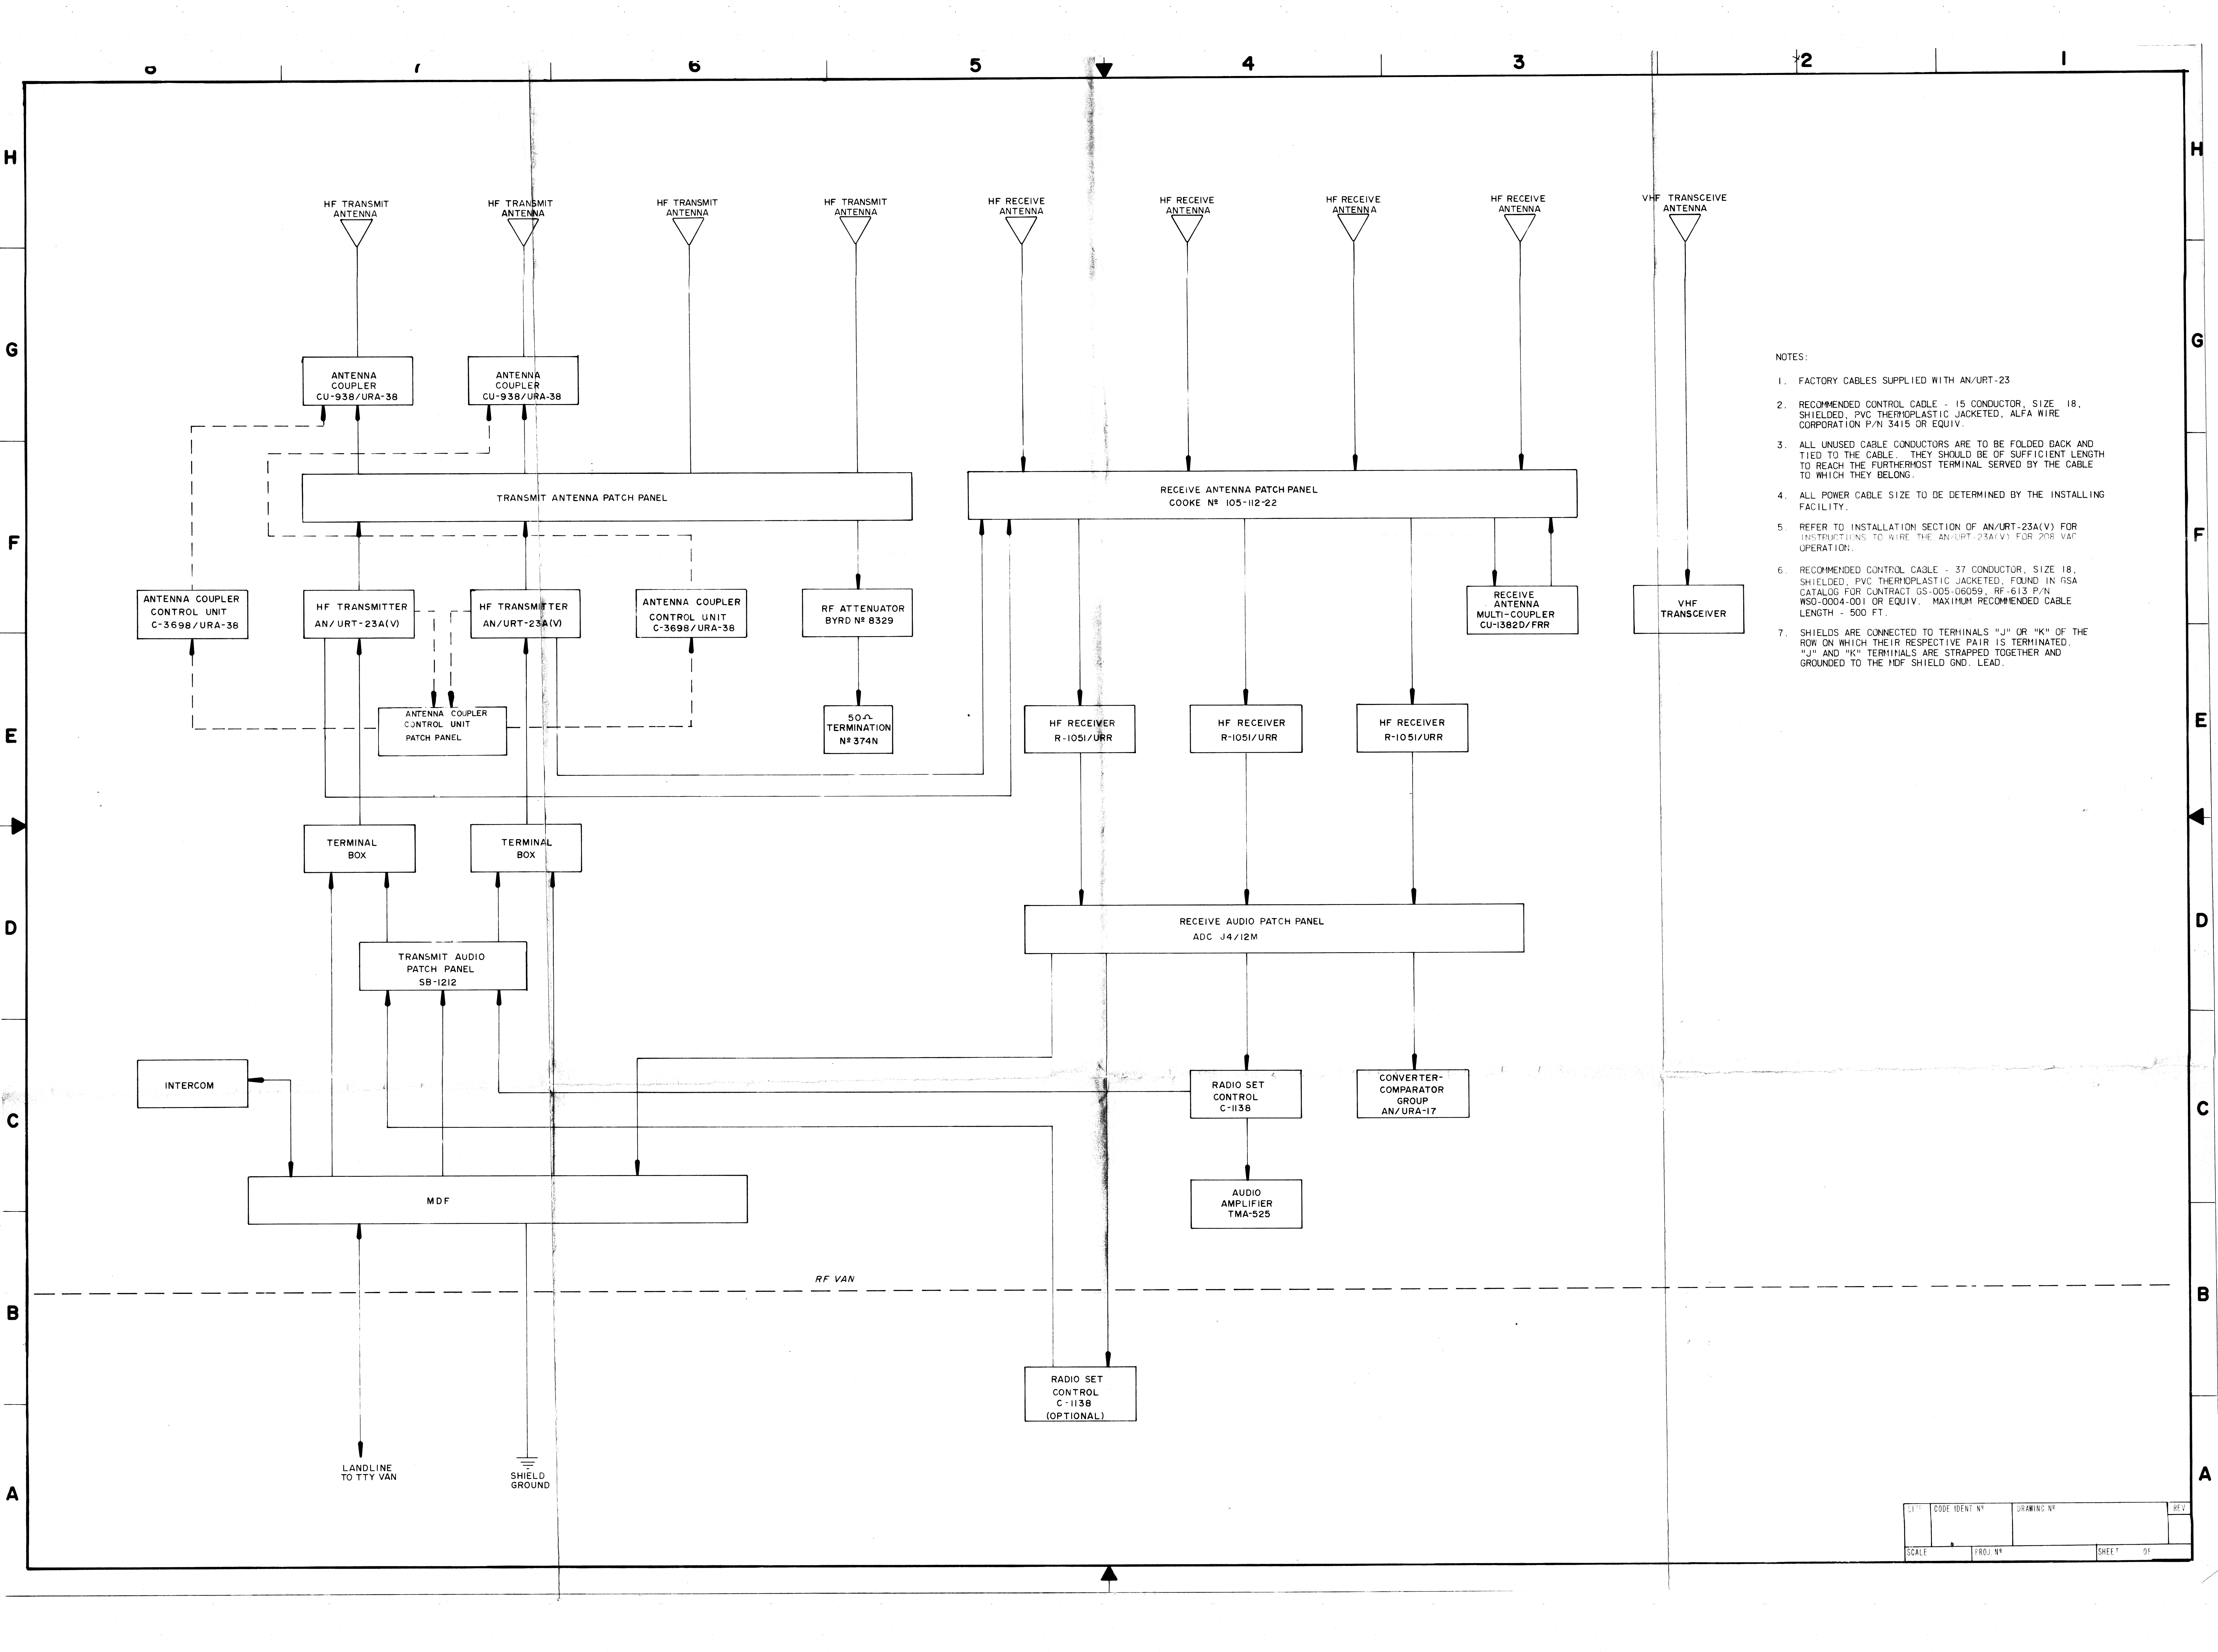 7 6 5 4 3 2 1
H H
HF TRANSMIT
ANTENNA
HF TRANSMIT
ANTENNA
HF TRANSMIT
ANTENNA
HF TRANSMIT
ANTENNA
HF RECEIVE
ANTENNA
HF RECEIVE
ANTENNA
HF RECEIVE
ANTENNA
HF RECEIVE
ANTENNA
VHF TRANSCEIVE
ANTENNA
G G
ANTENNA
COUPLER
CU-938/URA-38
ANTENNA
COUPLER
CU-938/URA-38
TRANSMIT ANTENNA PATCH PANEL
RECEIVE ANTENNA PATCH PANEL
COOKE Nº 105-112-22
F F
ANTENNA COUPLER
CONTROL UNIT
C-3698/URA-38
HF TRANSMITTER
AN/URT-23A(V)
HF TRANSMITTER
AN/URT-23A(V)
ANTENNA COUPLER
CONTROL UNIT
C-3698/URA-38
RF ATTENUATOR
BYRD Nº 8329
RECEIVE
ANTENNA
MULTI-COUPLER
CU-1382D/FRR
VHF
TRANSCEIVER
E E
ANTENNA COUPLER
CONTROL UNIT
PATCH PANEL
50Ω
TERMINATION
Nº 374N
HF RECEIVER
R-1051/URR
HF RECEIVER
R-1051/URR
HF RECEIVER
R-1051/URR
TERMINAL
BOX
TERMINAL
BOX
D D
TRANSMIT AUDIO
PATCH PANEL
SB-1212
RECEIVE AUDIO PATCH PANEL
ADC J4/12M
C C
INTERCOM
RADIO SET
CONTROL
C-1138
CONVERTER-
COMPARATOR
GROUP
AN/URA-17
MDF
AUDIO
AMPLIFIER
TMA-525
RF VAN
B B
RADIO SET
CONTROL
C-1138
(OPTIONAL)
A A
LANDLINE
TO TTY VAN
SHIELD
GROUND
NOTES:
1. FACTORY CABLES SUPPLIED WITH AN/URT-23
2. RECOMMENDED CONTROL CABLE - 15 CONDUCTOR, SIZE 18,
SHIELDED, PVC THERMOPLASTIC JACKETED, ALFA WIRE
CORPORATION P/N 3415 OR EQUIV.
3. ALL UNUSED CABLE CONDUCTORS ARE TO BE FOLDED BACK AND
TIED TO THE CABLE. THEY SHOULD BE OF SUFFICIENT LENGTH
TO REACH THE FURTHERMOST TERMINAL SERVED BY THE CABLE
TO WHICH THEY BELONG.
4. ALL POWER CABLE SIZE TO BE DETERMINED BY THE INSTALLING
FACILITY.
5. REFER TO INSTALLATION SECTION OF AN/URT-23A(V) FOR
INSTRUCTIONS TO WIRE THE AN/URT-23A(V) FOR 208 VAC
OPERATION.
6. RECOMMENDED CONTROL CABLE - 37 CONDUCTOR, SIZE 18,
SHIELDED, PVC THERMOPLASTIC JACKETED, FOUND IN GSA
CATALOG FOR CONTRACT GS-005-06059, RF-613 P/N
WSO-0004-001 OR EQUIV. MAXIMUM RECOMMENDED CABLE
LENGTH - 500 FT.
7. SHIELDS ARE CONNECTED TO TERMINALS "J" OR "K" OF THE
ROW ON WHICH THEIR RESPECTIVE PAIR IS TERMINATED.
"J" AND "K" TERMINALS ARE STRAPPED TOGETHER AND
GROUNDED TO THE MDF SHIELD GND. LEAD.
SIZE CODE IDENT Nº DRAWING Nº REV
SCALE PROJ. Nº SHEET OF